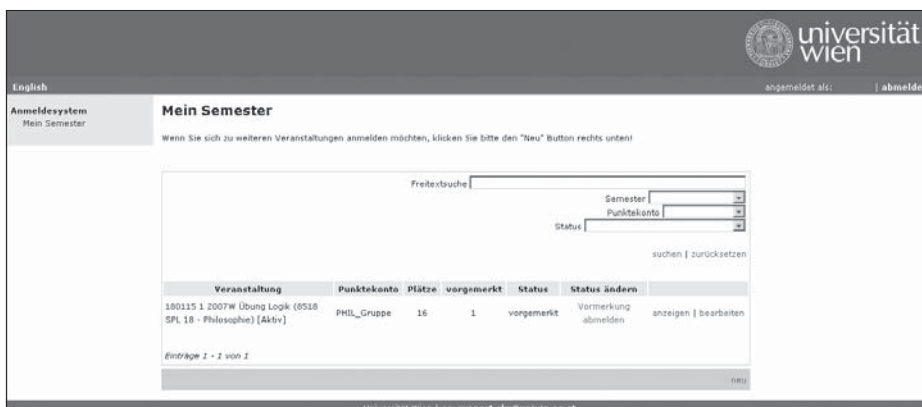 universität
wien
English
angemeldet als: | abmelde
Anmeldesystem
Mein Semester
Mein Semester
Wenn Sie sich zu weiteren Veranstaltungen anmelden möchten, klicken Sie bitte den "Neu" Button rechts unten!
Freitextsuche
Semester
Punktekonto
Status
suchen | zurücksetzen
Veranstaltung Punktekonto Plätze vorgemerkt Status Status ändern
180115 1 2007W Übung Logik (8518 PHIL_Gruppe 16 1 vorgemerkt Vormerkung anzeigen | bearbeiten
SPL 18 - Philosophie) [Aktiv] abmelden
Einträge 1 - 1 von 1
neu